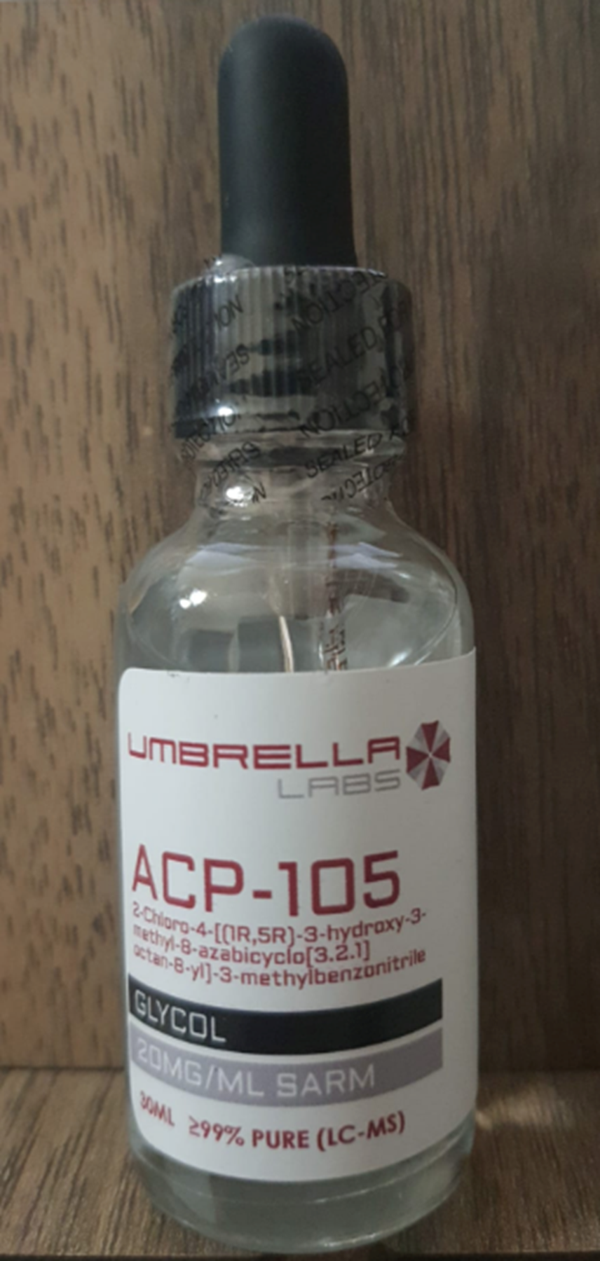 SEALED
UMBRELLA
LABS
ACP-105
2-Chloro-4-[(1R,5R)-3-hydroxy-3-
methyl-8-azabicyclo[3.2.1]
octan-8-yl]-3-methylbenzonitrile
GLYCOL
20MG/ML SARM
30ML ≥99% PURE (LC-MS)